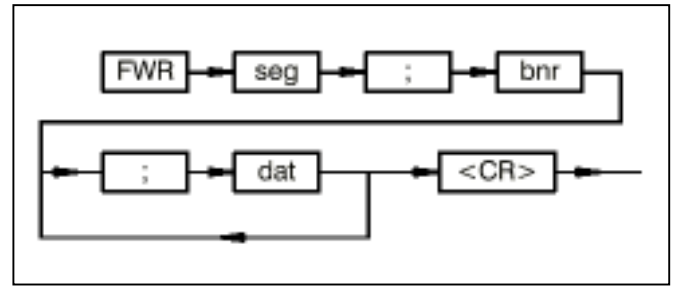 FWR seg ; bnr
; dat <CR>